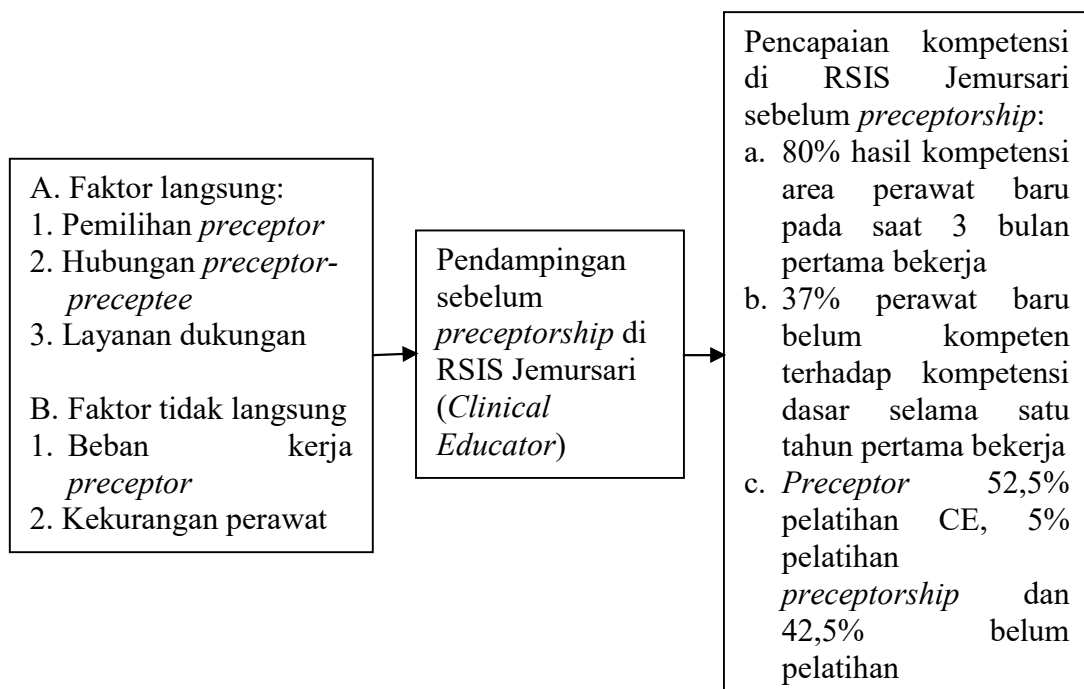 A. Faktor langsung:
1. Pemilihan preceptor
2. Hubungan preceptor-
preceptee
3. Layanan dukungan
B. Faktor tidak langsung
1. Beban kerja
preceptor
2. Kekurangan perawat
Pendampingan
sebelum
preceptorship di
RSIS Jemursari
(Clinical
Educator)
Pencapaian kompetensi
di RSIS Jemursari
sebelum preceptorship:
a. 80% hasil kompetensi
area perawat baru
pada saat 3 bulan
pertama bekerja
b. 37% perawat baru
belum kompeten
terhadap kompetensi
dasar selama satu
tahun pertama bekerja
c. Preceptor 52,5%
pelatihan CE, 5%
pelatihan
preceptorship dan
42,5% belum
pelatihan